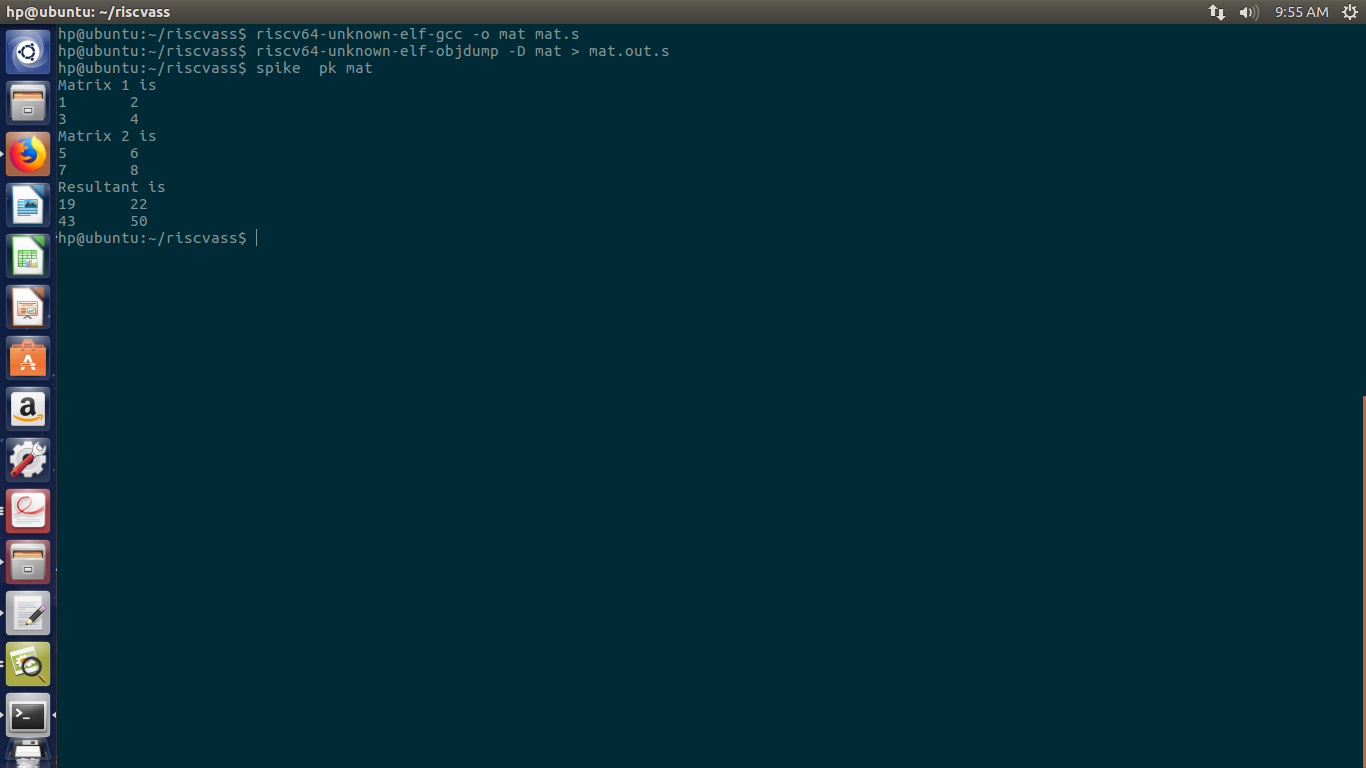 hp@ubuntu: ~/riscvass
9:55 AM
hp@ubuntu:~/riscvass$ riscv64-unknown-elf-gcc -o mat mat.s
hp@ubuntu:~/riscvass$ riscv64-unknown-elf-objdump -D mat > mat.out.s
hp@ubuntu:~/riscvass$ spike  pk mat
Matrix 1 is
1       2
3       4
Matrix 2 is
5       6
7       8
Resultant is
19      22
43      50
hp@ubuntu:~/riscvass$